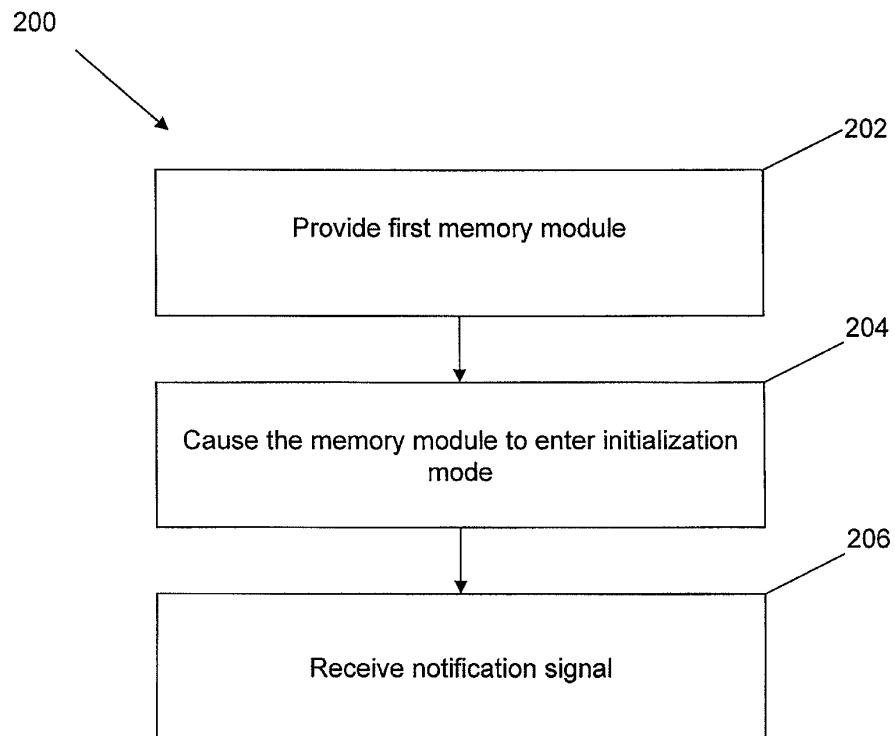 200
202
Provide first memory module
204
Cause the memory module to enter initialization
mode
206
Receive notification signal